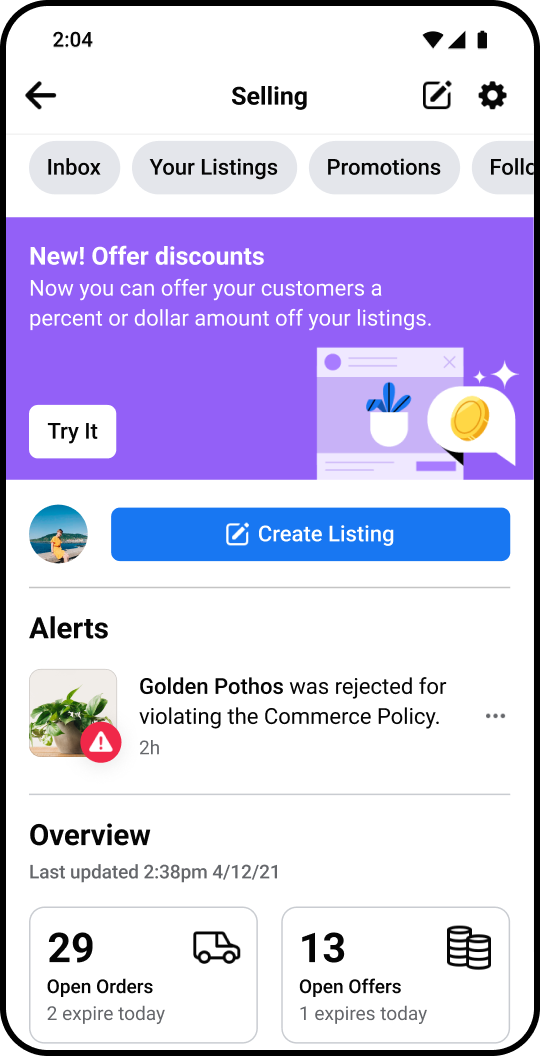 2:04
Selling
Inbox
Your Listings
Promotions
Follo
New! Offer discounts
Now you can offer your customers a
percent or dollar amount off your listings.
Try It
Create Listing
Alerts
Golden Pothos was rejected for
violating the Commerce Policy.
2h
Overview
Last updated 2:38pm 4/12/21
29
Open Orders
2 expire today
13
Open Offers
1 expires today